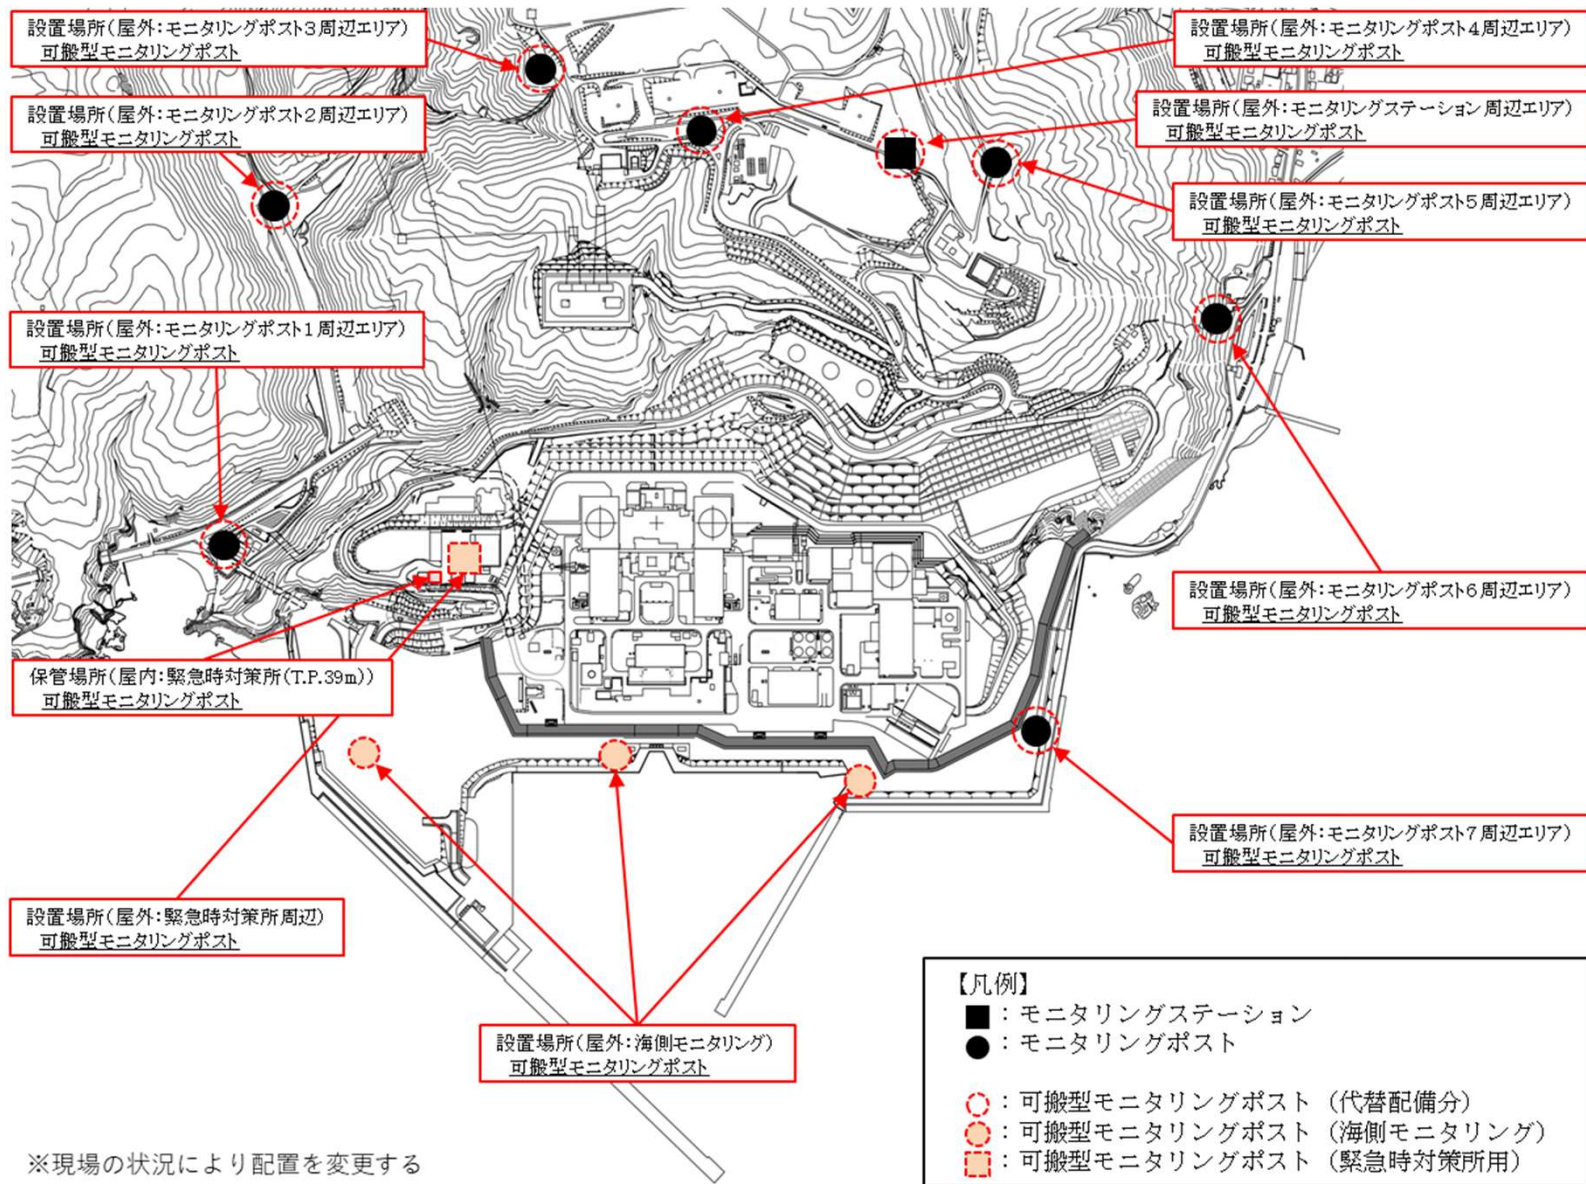 設置場所(屋外:モニタリングポスト3周辺エリア)
可搬型モニタリングポスト
設置場所(屋外:モニタリングポスト4周辺エリア)
可搬型モニタリングポスト
設置場所(屋外:モニタリングポスト2周辺エリア)
可搬型モニタリングポスト
設置場所(屋外:モニタリングステーション周辺エリア)
可搬型モニタリングポスト
設置場所(屋外:モニタリングポスト5周辺エリア)
可搬型モニタリングポスト
設置場所(屋外:モニタリングポスト1周辺エリア)
可搬型モニタリングポスト
設置場所(屋外:モニタリングポスト6周辺エリア)
可搬型モニタリングポスト
保管場所(屋内:緊急時対策所(T.P.39m))
可搬型モニタリングポスト
設置場所(屋外:モニタリングポスト7周辺エリア)
可搬型モニタリングポスト
設置場所(屋外:緊急時対策所周辺)
可搬型モニタリングポスト
設置場所(屋外:海側モニタリング)
可搬型モニタリングポスト
【凡例】
:モニタリングステーション
:モニタリングポスト
:可搬型モニタリングポスト (代替配備分)
:可搬型モニタリングポスト (海側モニタリング)
:可搬型モニタリングポスト (緊急時対策所用)
※現場の状況により配置を変更する